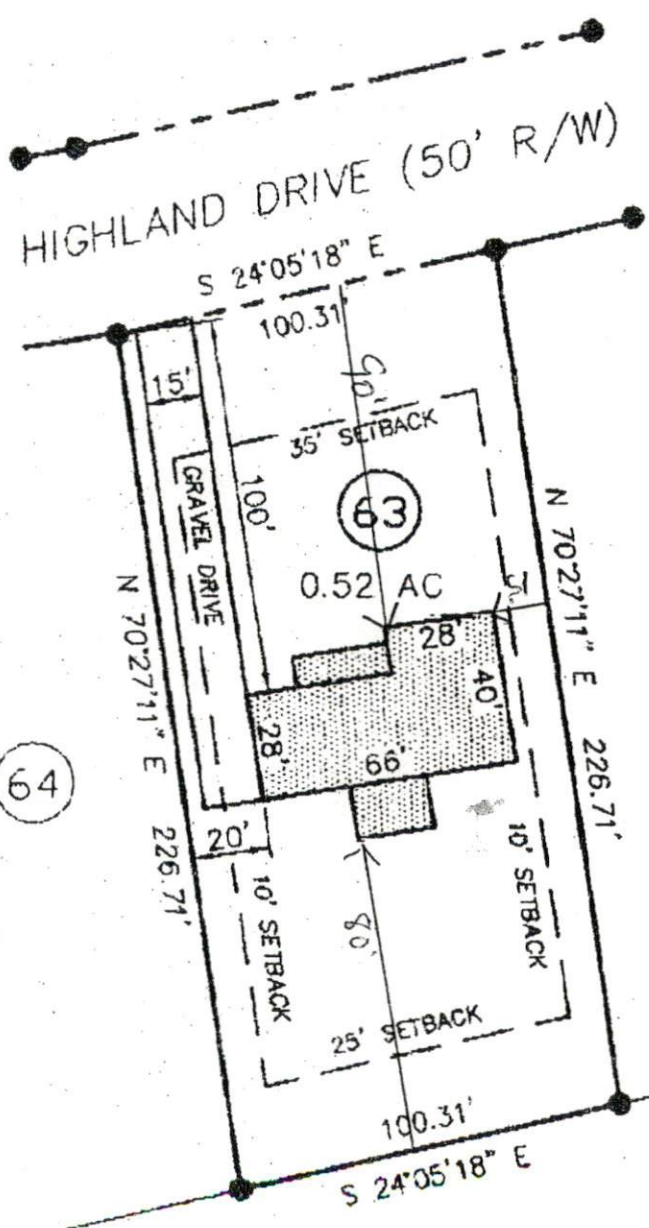 HIGHLAND DRIVE (50' R/W)
S 24°05'18" E
100.31'
15'
90'
35' SETBACK
100'
GRAVEL DRIVE
63
N 70°27'11" E
226.71'
0.52 AC
28'
40'
N 70°27'11" E
226.71'
28'
66'
64
20'
10' SETBACK
80'
10' SETBACK
25' SETBACK
100.31'
S 24°05'18" E